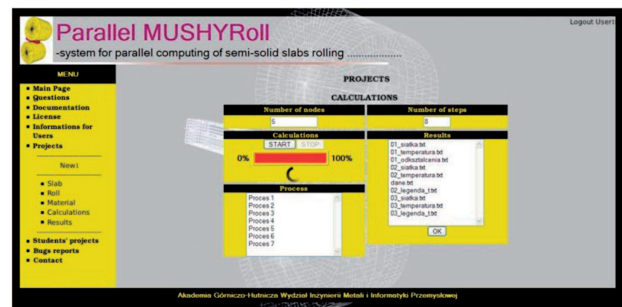 Parallel MUSHYRoll
Logout User:
-system for parallel computing of semi-solid slabs rolling ..................
MENU
Main Page
Questions
Documentation
License
Informations for
Users
Projects
New:
Slab
Roll
Material
Calculations
Results
Students' projects
Bugs reports
Contact
PROJECTS
CALCULATIONS
Number of nodes
5
Calculations
START STOP
0% 100%
Process
Proces 1
Proces 2
Proces 3
Proces 4
Proces 5
Proces 6
Proces 7
Number of steps
8
Results
01_siatka.txt
01_temperatura.txt
01_odksztalcenia.txt
02_siatka.txt
02_temperatura.txt
dane.txt
02_legenda_t.txt
03_siatka.txt
03_temperatura.txt
03_legenda_t.txt
OK
Akademia Górniczo-Hutnicza Wydział Inżynierii Metali i Informatyki Przemysłowej